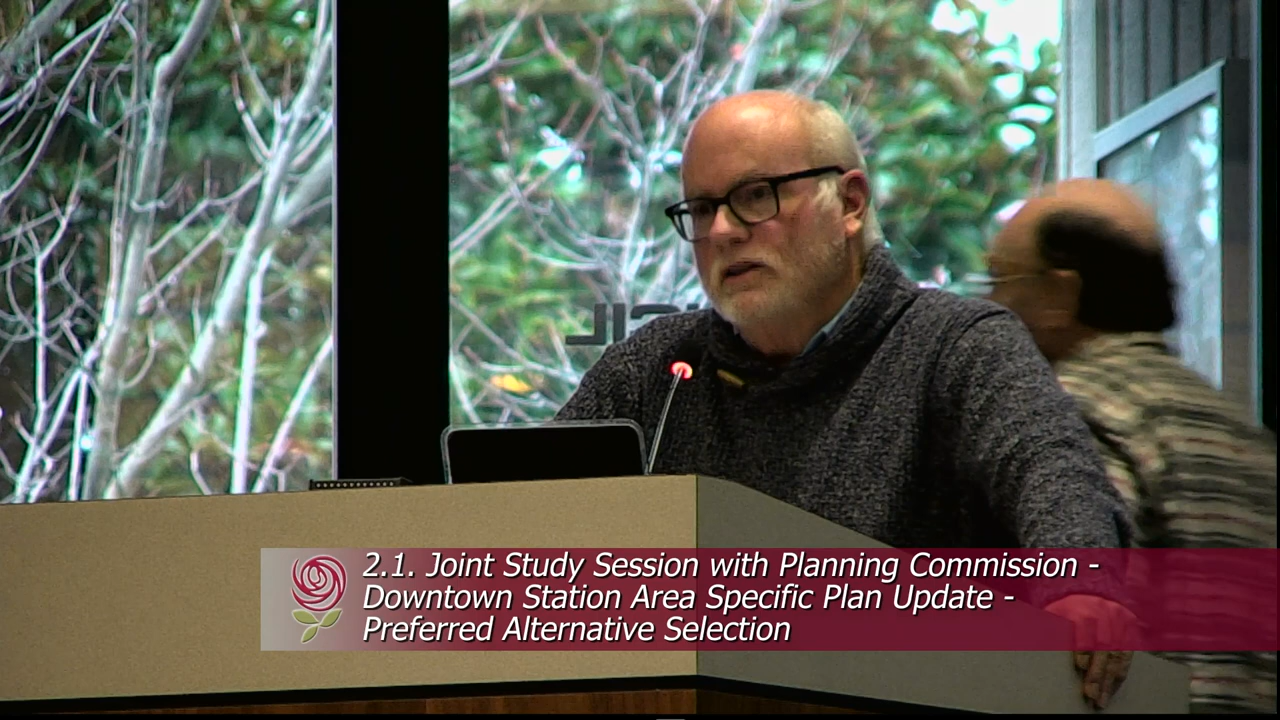 2.1. Joint Study Session with Planning Commission -
Downtown Station Area Specific Plan Update -
Preferred Alternative Selection